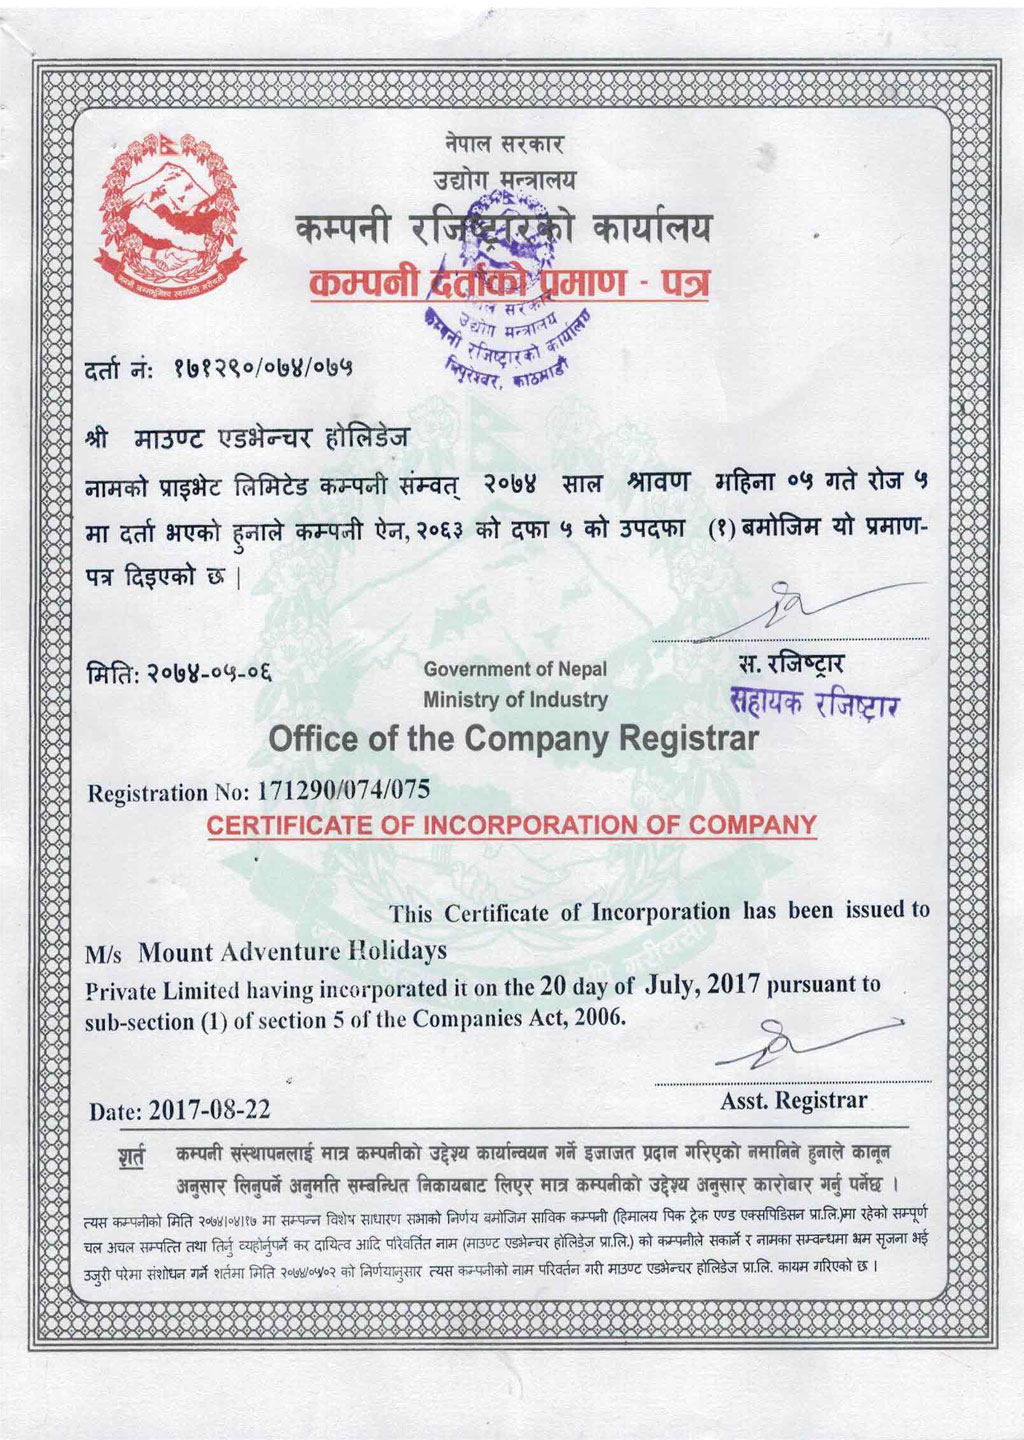 नेपाल सरकार
उद्योग मन्त्रालय
कम्पनी रजिष्ट्रारको कार्यालय
कम्पनी दर्ताको प्रमाण - पत्र
नेपाल सरकार
उद्योग मन्त्रालय
कम्पनी रजिष्ट्रारको कार्यालय
त्रिपुरेश्वर, काठमाडौं
दर्ता नं: १७१२९०/०७४/०७५
श्री माउण्ट एडभेन्चर होलिडेज
नामको प्राइभेट लिमिटेड कम्पनी संम्वत् २०७४ साल श्रावण महिना ०५ गते रोज ५
मा दर्ता भएको हुनाले कम्पनी ऐन, २०६३ को दफा ५ को उपदफा (१) बमोजिम यो प्रमाण-
पत्र दिइएको छ |
मिति: २०७४-०५-०६
स. रजिष्ट्रार
सहायक रजिष्ट्रार
Government of Nepal
Ministry of Industry
Office of the Company Registrar
Registration No: 171290/074/075
CERTIFICATE OF INCORPORATION OF COMPANY
This Certificate of Incorporation has been issued to
M/s Mount Adventure Holidays
Private Limited having incorporated it on the 20 day of July, 2017 pursuant to
sub-section (1) of section 5 of the Companies Act, 2006.
Date: 2017-08-22
Asst. Registrar
शर्त कम्पनी संस्थापनलाई मात्र कम्पनीको उद्देश्य कार्यान्वयन गर्ने इजाजत प्रदान गरिएको नमानिने हुनाले कानून
अनुसार लिनुपर्ने अनुमति सम्बन्धित निकायबाट लिएर मात्र कम्पनीको उद्देश्य अनुसार कारोबार गर्नु पर्नेछ ।
त्यस कम्पनीको मिति २०७४।०४।१७ मा सम्पन्न विशेष साधारण सभाको निर्णय बमोजिम साविक कम्पनी (हिमालय पिक ट्रेक एण्ड एक्सपिडिसन प्रा.लि.)मा रहेको सम्पूर्ण
चल अचल सम्पत्ति तथा तिर्नु व्यहोर्नुपर्ने कर दायित्व आदि परिवर्तित नाम (माउण्ट एडभेन्चर होलिडेज प्रा.लि.) को कम्पनीले सकार्ने र नामका सम्वन्धमा भ्रम सृजना भई
उजुरी परेमा संशोधन गर्ने शर्तमा मिति २०७४/०५/०२ को निर्णयानुसार त्यस कम्पनीको नाम परिवर्तन गरी माउण्ट एडभेन्चर होलिडेज प्रा.लि. कायम गरिएको छ ।